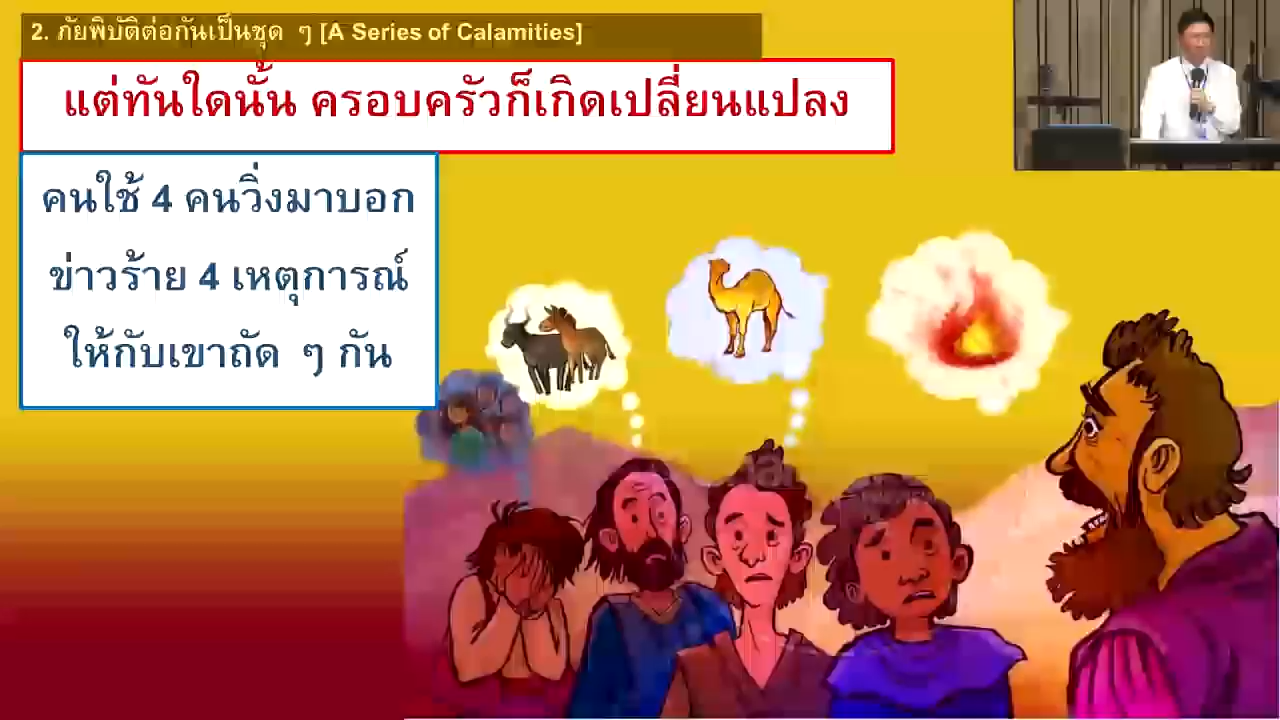 2. ภัยพิบัติต่อกันเป็นชุด ๆ [A Series of Calamities]
แต่ทันใดนั้น ครอบครัวก็เกิดเปลี่ยนแปลง
คนใช้ 4 คนวิ่งมาบอก
ข่าวร้าย 4 เหตุการณ์
ให้กับเขาถัด ๆ กัน